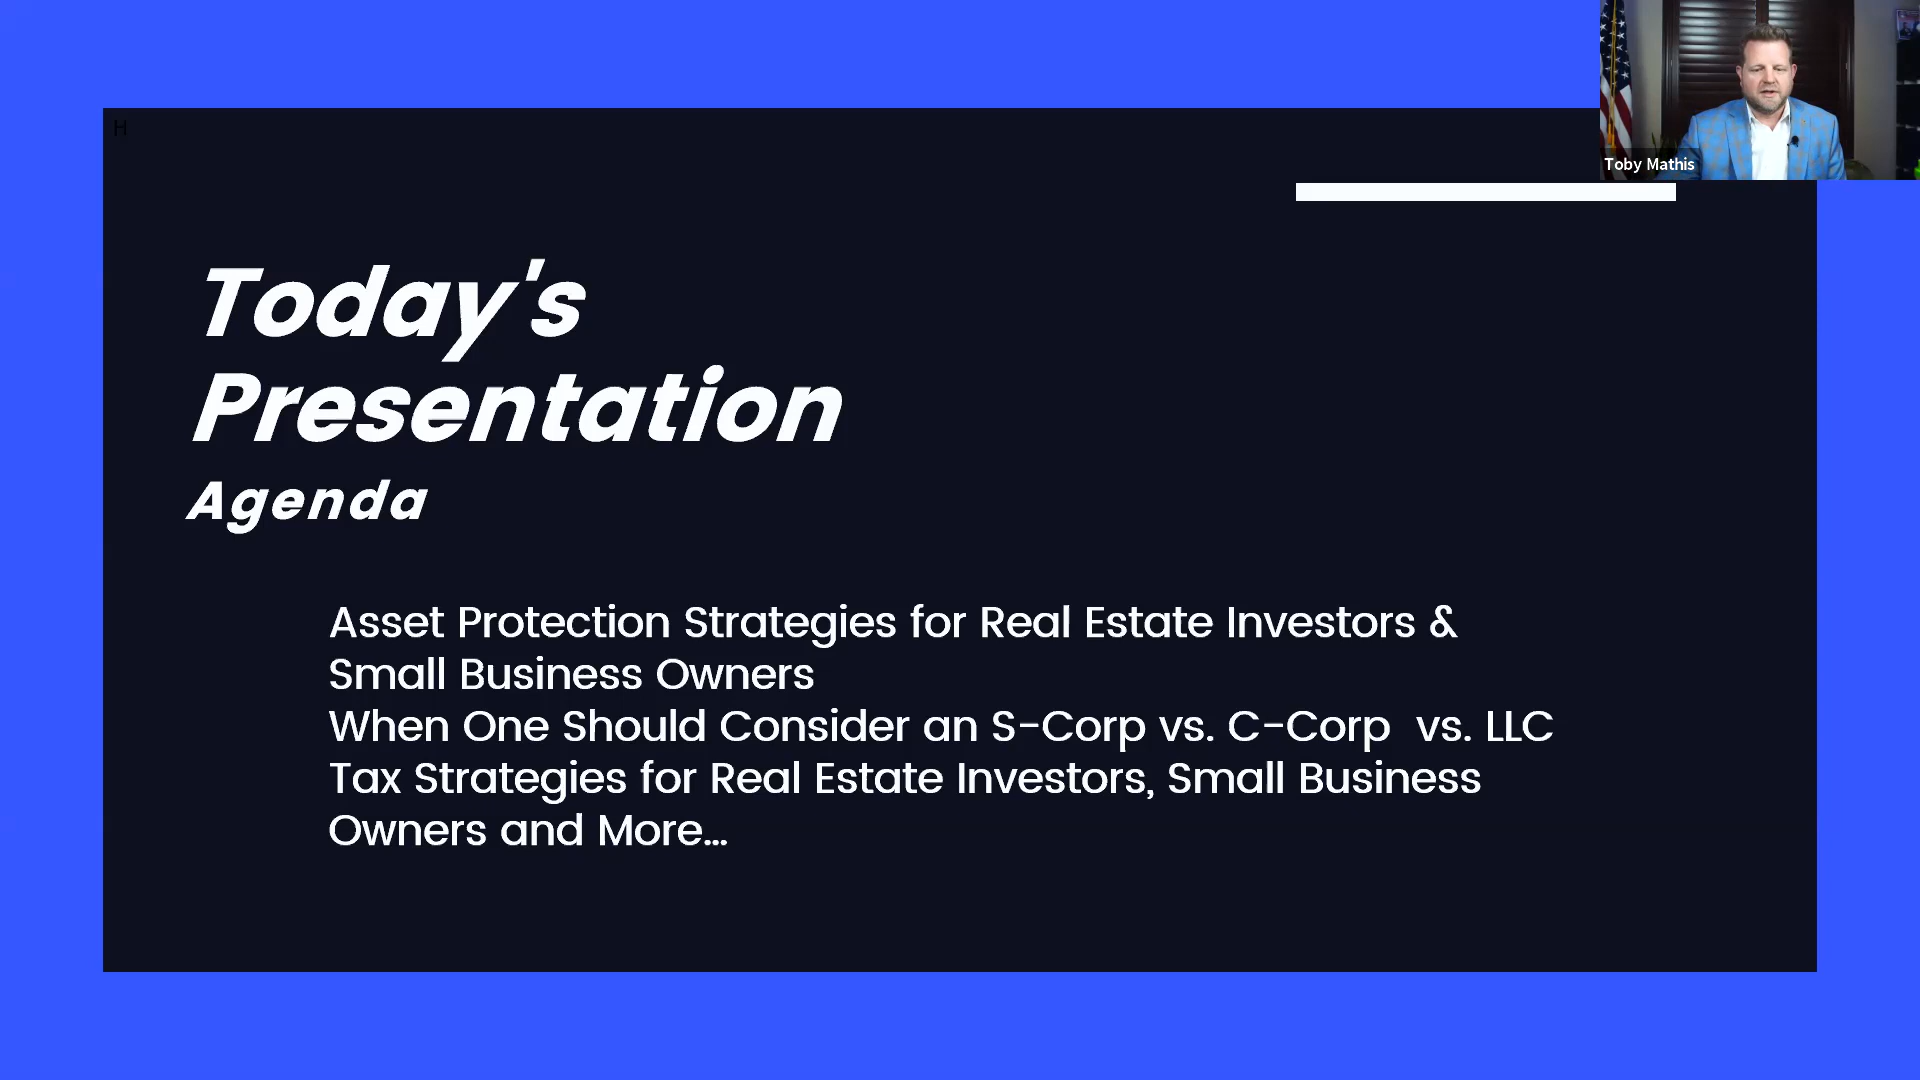 H
Toby Mathis
Today's
Presentation
Agenda
Asset Protection Strategies for Real Estate Investors &
Small Business Owners
When One Should Consider an S-Corp vs. C-Corp  vs. LLC
Tax Strategies for Real Estate Investors, Small Business
Owners and More...